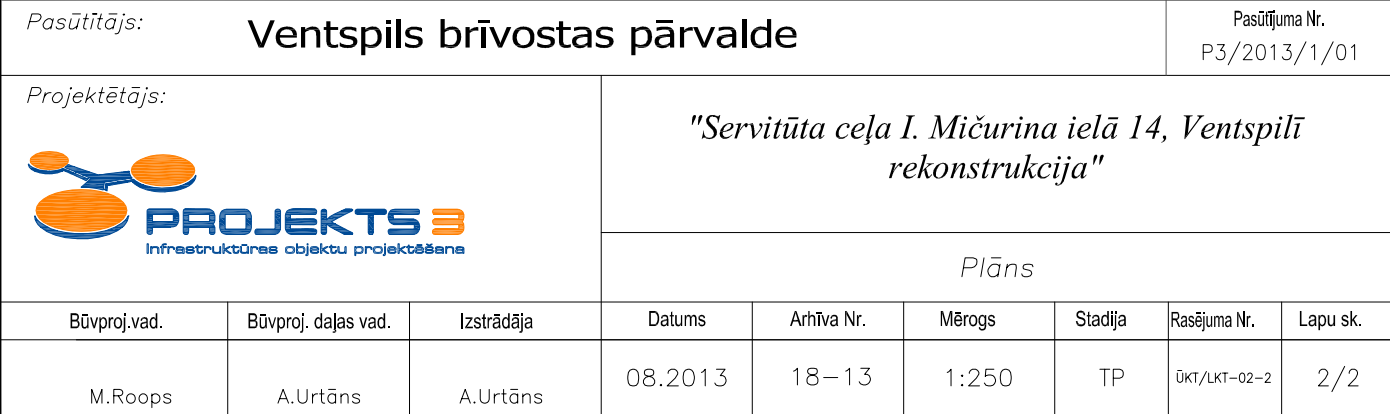 Pasūtītājs:
Ventspils brīvostas pārvalde
Pasūtījuma Nr.
P3/2013/1/01
Projektētājs:
PROJEKTS 3
Infrastruktūras objektu projektēšana
"Servitūta ceļa I. Mičurina ielā 14, Ventspilī
rekonstrukcija"
Plāns
Būvproj.vad. Būvproj. daļas vad. Izstrādāja Datums Arhīva Nr. Mērogs Stadija Rasējuma Nr. Lapu sk.
M.Roops A.Urtāns A.Urtāns 08.2013 18-13 1:250 TP ŪKT/LKT-02-2 2/2